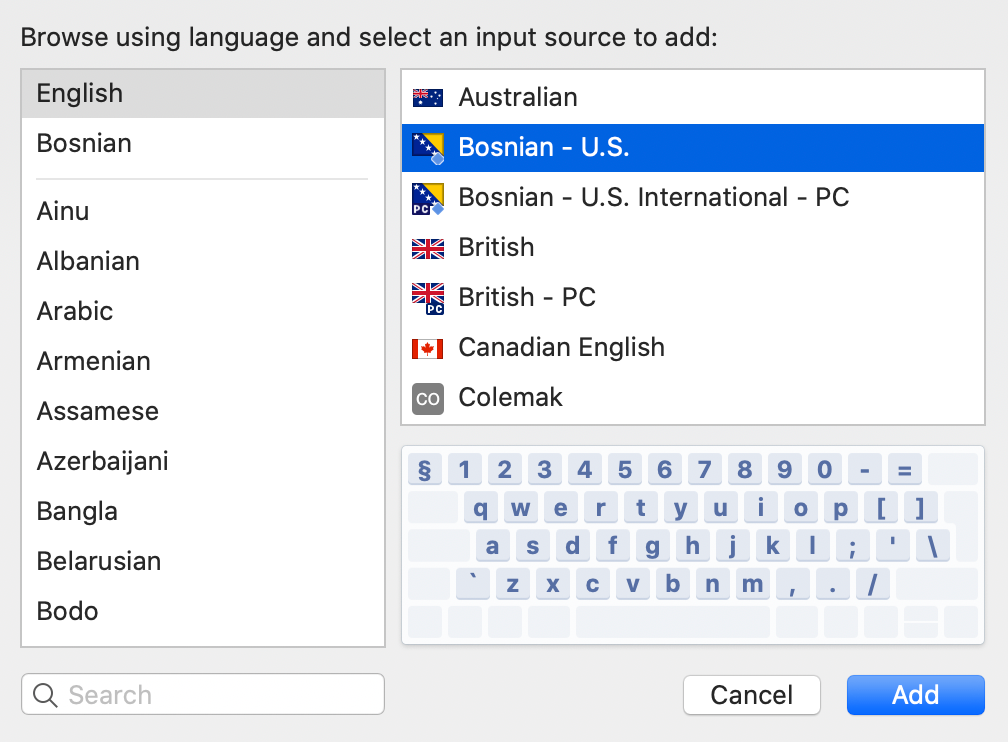 Browse using language and select an input source to add:
English
Bosnian
Ainu
Albanian
Arabic
Armenian
Assamese
Azerbaijani
Bangla
Belarusian
Bodo
Search
Australian
Bosnian - U.S.
PC Bosnian - U.S. International - PC
British
PC British - PC
Canadian English
CO Colemak
§ 1 2 3 4 5 6 7 8 9 0 - =
q w e r t y u i o p [ ]
a s d f g h j k l ; ' \
` z x c v b n m , . /
Cancel Add